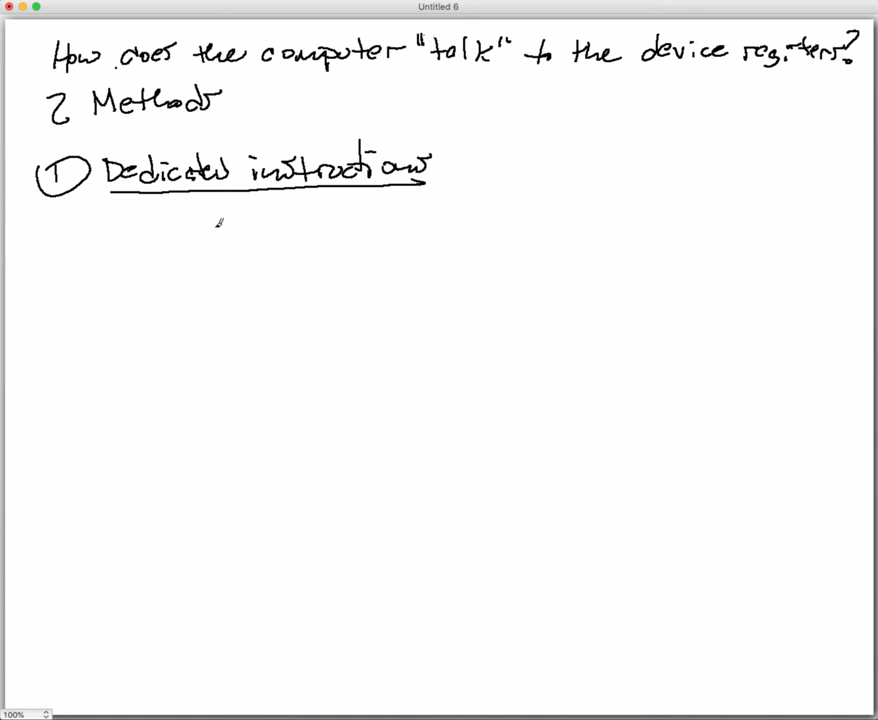 Untitled 6
How does the computer "talk" to the device registers?
2 Methods
① Dedicated instructions
100%